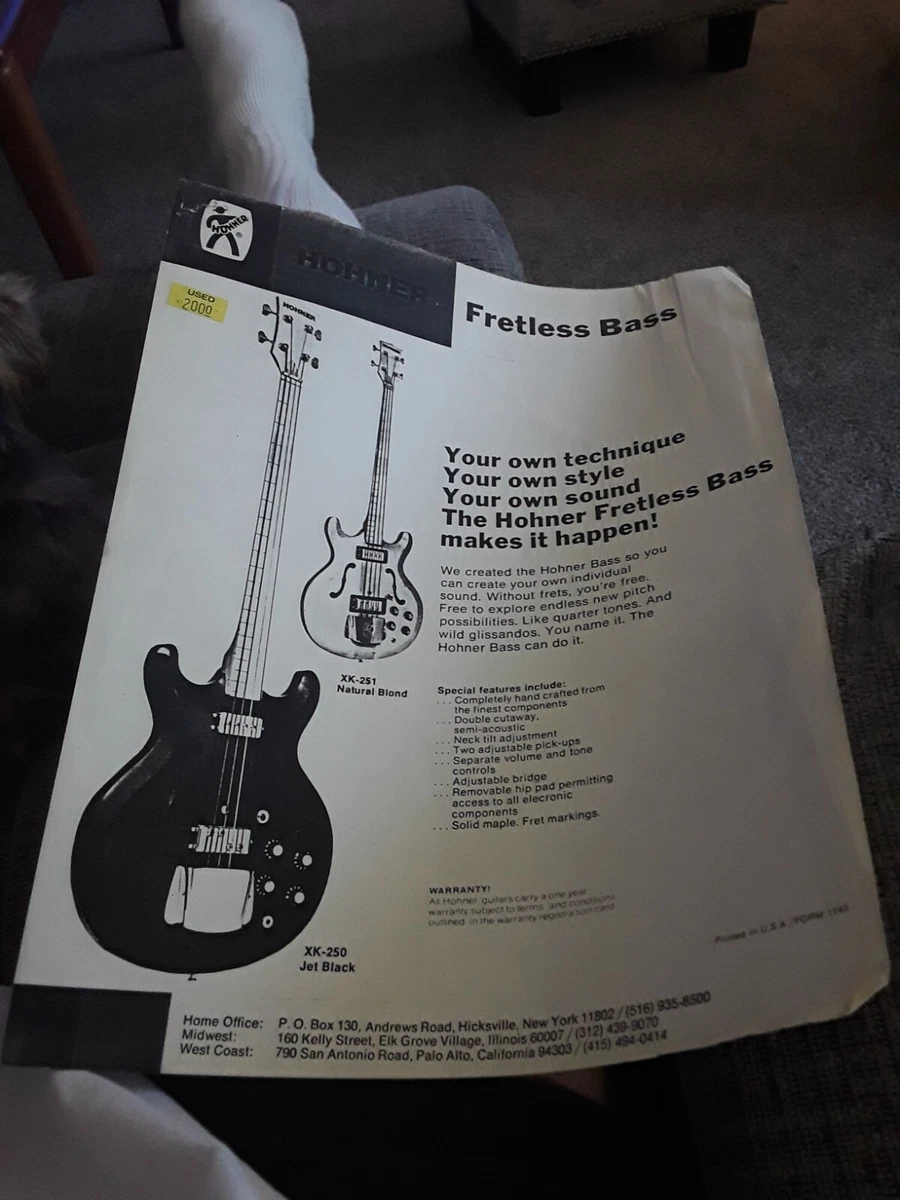 HOHNER
®
HOHNER
Fretless Bass
USED
2000
HOHNER
Your own technique
Your own style
Your own sound
The Hohner Fretless Bass
makes it happen!
We created the Hohner Bass so you
can create your own individual
sound. Without frets, you're free.
Free to explore endless new pitch
possibilities. Like quarter tones. And
wild glissandos. You name it. The
Hohner Bass can do it.
XK-251
Natural Blond
Special features include:
... Completely hand crafted from
the finest components
... Double cutaway,
semi-acoustic
... Neck tilt adjustment
... Two adjustable pick-ups
... Separate volume and tone
controls
... Adjustable bridge
... Removable hip pad permitting
access to all elecronic
components
... Solid maple. Fret markings.
WARRANTY!
All Hohner guitars carry a one year
warranty subject to terms and conditions
outlined in the warranty registration card
XK-250
Jet Black
Printed in U.S.A. /FORM
Home Office: P. O. Box 130, Andrews Road, Hicksville, New York 11802 / (516) 935-8500
Midwest: 160 Kelly Street, Elk Grove Village, Illinois 60007 / (312) 439-9070
West Coast: 790 San Antonio Road, Palo Alto, California 94303 / (415) 494-0414